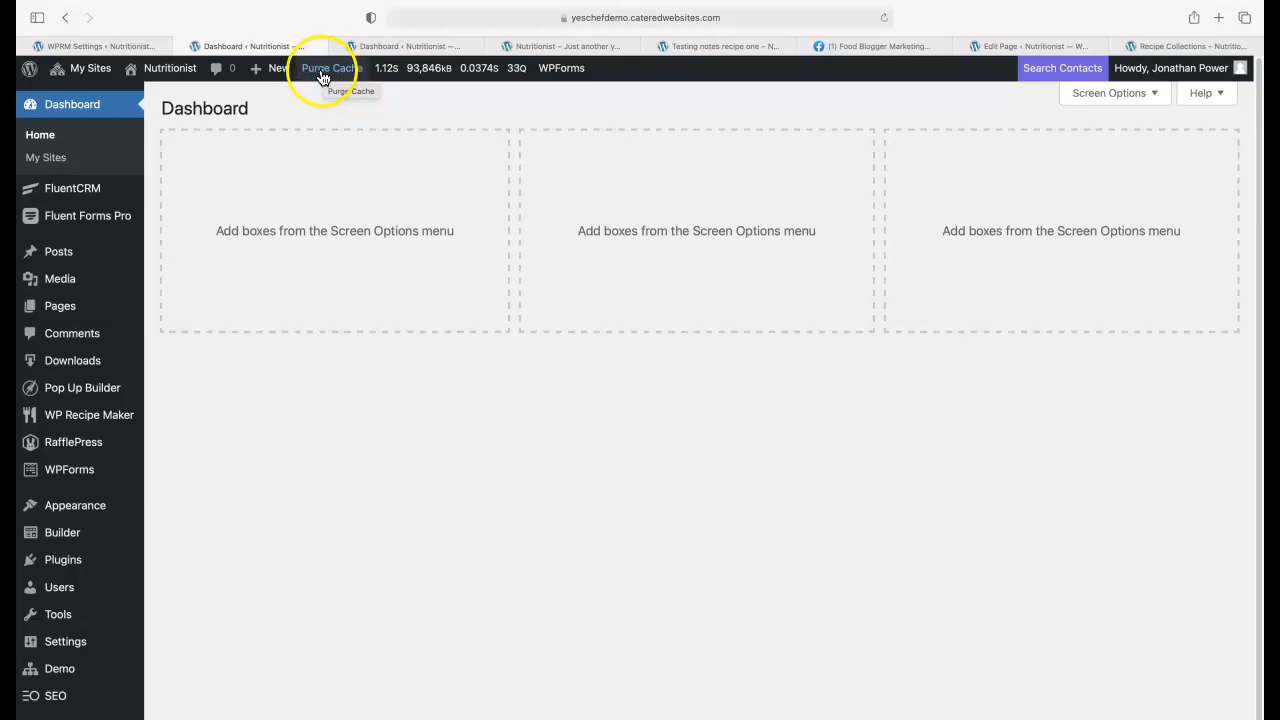 yeschefdemo.cateredwebsites.com
WPRM Settings ‹ Nutritionist...
Dashboard ‹ Nutritionist –...
Dashboard ‹ Nutritionist —...
Nutritionist – Just another y...
Testing notes recipe one – N...
(1) Food Blogger Marketing...
Edit Page ‹ Nutritionist — W...
Recipe Collections – Nutritio...
My Sites
Nutritionist
0
New
Purge Cache
1.12S 93,846KB 0.0374S 33Q
WPForms
Search Contacts
Howdy, Jonathan Power
Purge Cache
Screen Options
Help
Dashboard
Dashboard
Home
My Sites
FluentCRM
Fluent Forms Pro
Posts
Media
Pages
Comments
Downloads
Pop Up Builder
WP Recipe Maker
RafflePress
WPForms
Appearance
Builder
Plugins
Users
Tools
Settings
Demo
SEO
Add boxes from the Screen Options menu
Add boxes from the Screen Options menu
Add boxes from the Screen Options menu